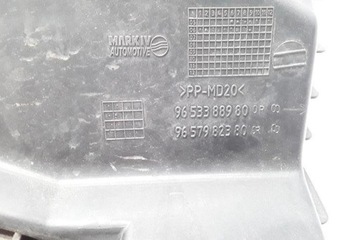 MARK IV
AUTOMOTIVE
>PP-MD20<
96 533 889 80
96 579 823 80